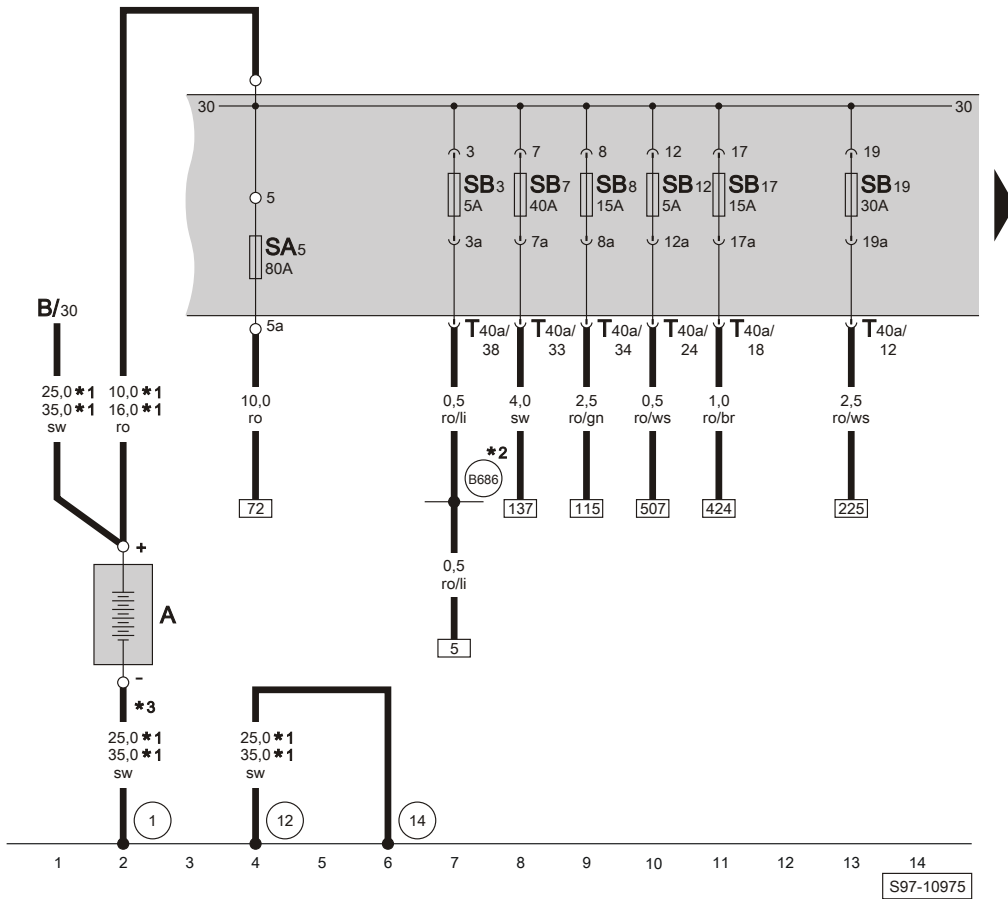 30 30
3 7 8 12 17 19
5 SB3 SB7 SB8 SB12 SB17 SB19
5A 40A 15A 5A 15A 30A
SA5 3a 7a 8a 12a 17a 19a
80A
B/30
5a T40a/ T40a/ T40a/ T40a/ T40a/ T40a/
38 33 34 24 18 12
25,0 *1 10,0 *1 10,0 0,5 4,0 2,5 0,5 1,0 2,5
35,0 *1 16,0 *1 ro ro/li sw ro/gn ro/ws ro/br ro/ws
sw ro
*2
B686
72 137 115 507 424 225
+
0,5
ro/li
A
5
-
*3
25,0 *1 25,0 *1
35,0 *1 35,0 *1
sw sw
1 12 14
1 2 3 4 5 6 7 8 9 10 11 12 13 14
S97-10975